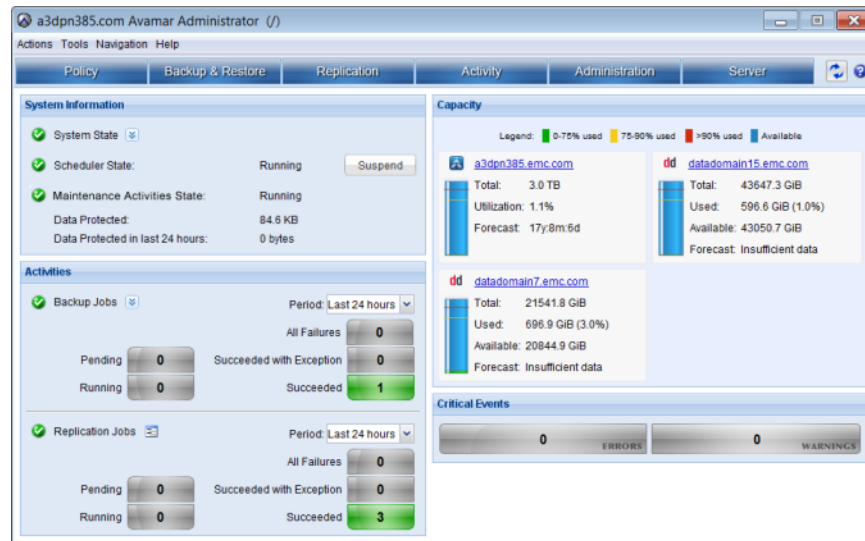 a3dpn385.com Avamar Administrator (/)
Actions Tools Navigation Help
Policy Backup & Restore Replication Activity Administration Server
System Information
System State
Scheduler State: Running Suspend
Maintenance Activities State: Running
Data Protected: 84.6 KB
Data Protected in last 24 hours: 0 bytes
Activities
Backup Jobs Period: Last 24 hours
All Failures 0
Pending 0 Succeeded with Exception 0
Running 0 Succeeded 1
Replication Jobs Period: Last 24 hours
All Failures 0
Pending 0 Succeeded with Exception 0
Running 0 Succeeded 3
Capacity
Legend: 0-75% used 75-90% used >90% used Available
a3dpn385.emc.com
Total: 3.0 TB
Utilization: 1.1%
Forecast: 17y:8m:6d
dd datadomain15.emc.com
Total: 43647.3 GiB
Used: 596.6 GiB (1.0%)
Available: 43050.7 GiB
Forecast: Insufficient data
dd datadomain7.emc.com
Total: 21541.8 GiB
Used: 696.9 GiB (3.0%)
Available: 20844.9 GiB
Forecast: Insufficient data
Critical Events
0 ERRORS 0 WARNINGS